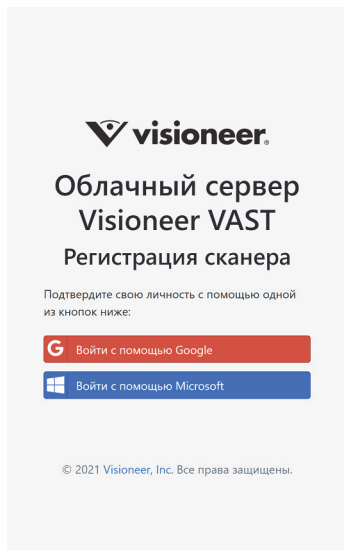 visioneer®
Облачный сервер
Visioneer VAST
Регистрация сканера
Подтвердите свою личность с помощью одной
из кнопок ниже:
G Войти с помощью Google
Войти с помощью Microsoft
© 2021 Visioneer, Inc. Все права защищены.